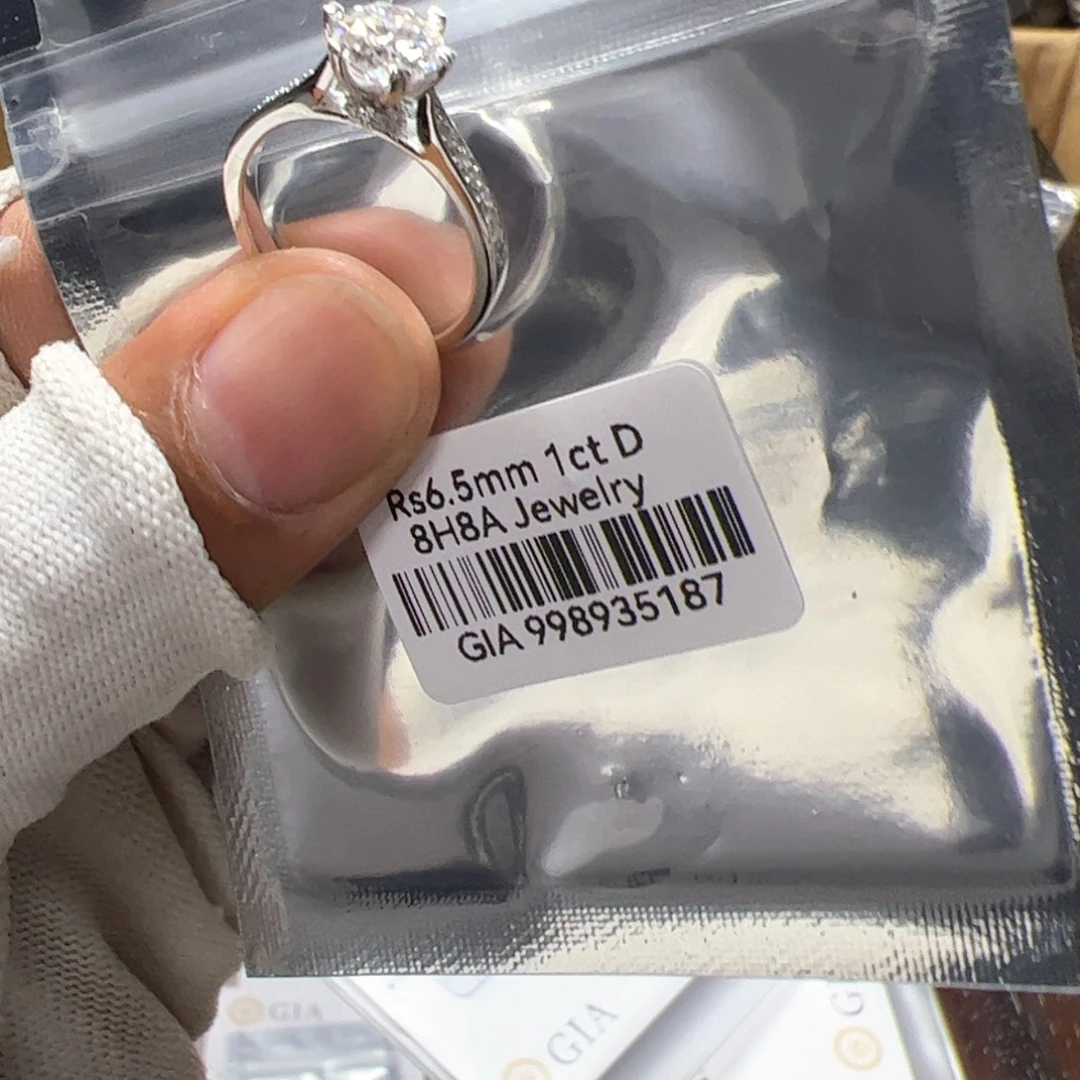 Rs6.5mm 1ct D
8H8A Jewelry
GIA 998935187
GIA
GIA